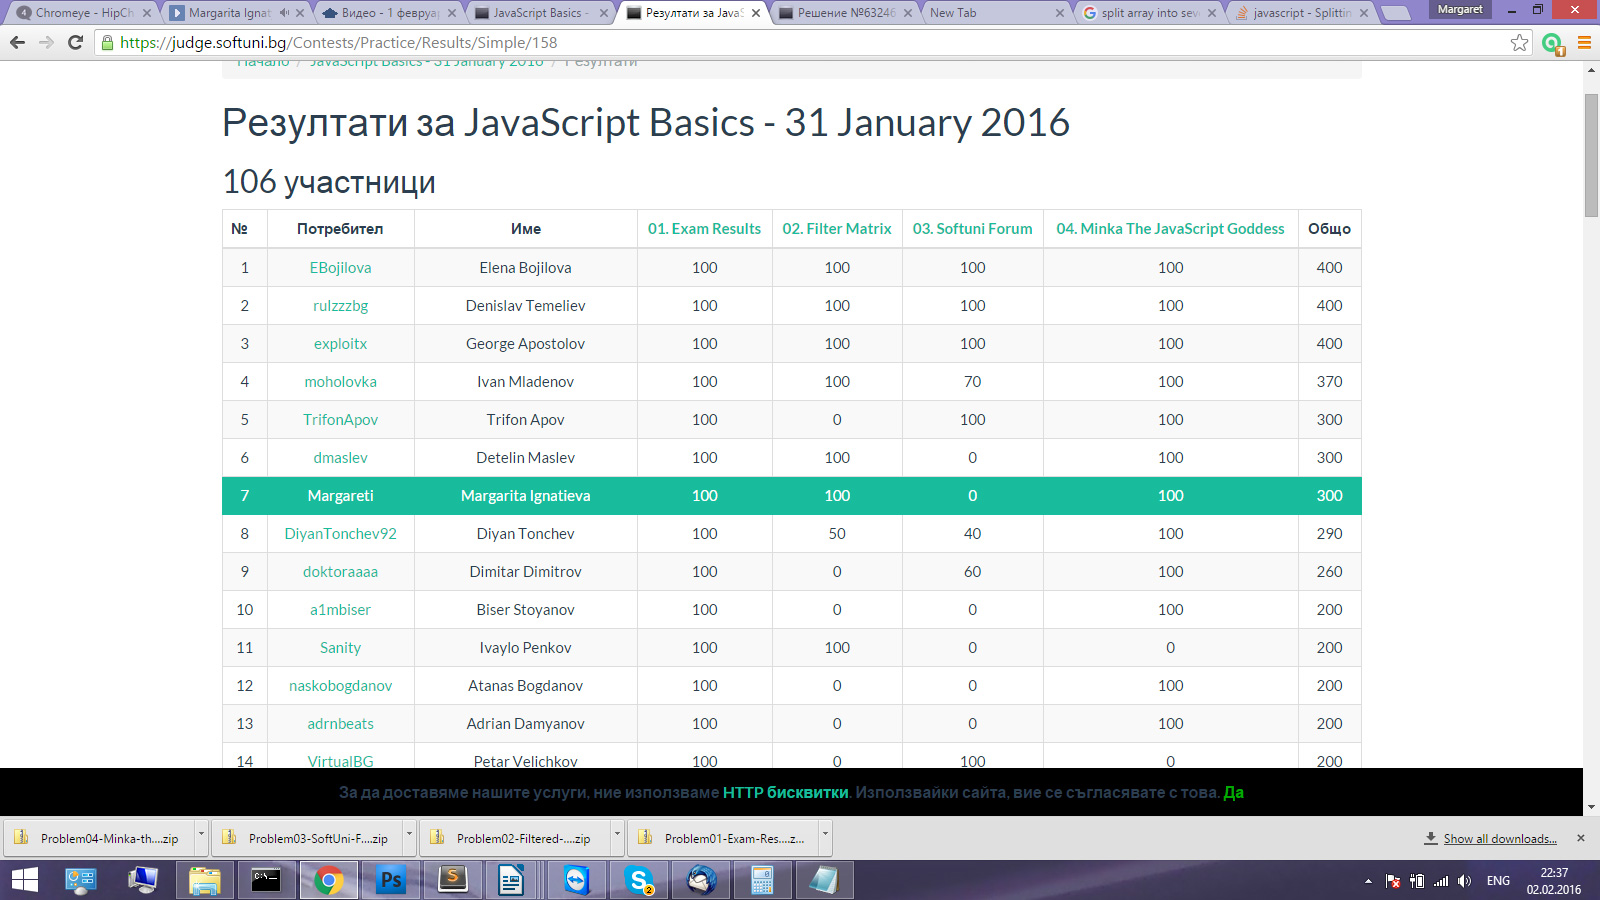 4 Chromeye - HipCh Margarita Ignat Видео - 1 февруар JavaScript Basics - Резултати за JavaS Решение №63246 New Tab split array into seve javascript - Splittin Margaret
https://judge.softuni.bg/Contests/Practice/Results/Simple/158 1
Начало / JavaScript Basics - 31 January 2016 / Резултати
Резултати за JavaScript Basics - 31 January 2016
106 участници
№ Потребител Име 01. Exam Results 02. Filter Matrix 03. Softuni Forum 04. Minka The JavaScript Goddess Общо
1 EBojilova Elena Bojilova 100 100 100 100 400
2 rulzzzbg Denislav Temeliev 100 100 100 100 400
3 exploitx George Apostolov 100 100 100 100 400
4 moholovka Ivan Mladenov 100 100 70 100 370
5 TrifonApov Trifon Apov 100 0 100 100 300
6 dmaslev Detelin Maslev 100 100 0 100 300
7 Margareti Margarita Ignatieva 100 100 0 100 300
8 DiyanTonchev92 Diyan Tonchev 100 50 40 100 290
9 doktoraaaa Dimitar Dimitrov 100 0 60 100 260
10 a1mbiser Biser Stoyanov 100 0 0 100 200
11 Sanity Ivaylo Penkov 100 100 0 0 200
12 naskobogdanov Atanas Bogdanov 100 0 0 100 200
13 adrnbeats Adrian Damyanov 100 0 0 100 200
14 VirtualBG Petar Velichkov 100 0 100 0 200
За да доставяме нашите услуги, ние използваме HTTP бисквитки. Използвайки сайта, вие се съгласявате с това. Да
Problem04-Minka-th....zip Problem03-SoftUni-F....zip Problem02-Filtered-....zip Problem01-Exam-Res....z... Show all downloads...
C:\. Ps S S 2 ENG 22:37
02.02.2016